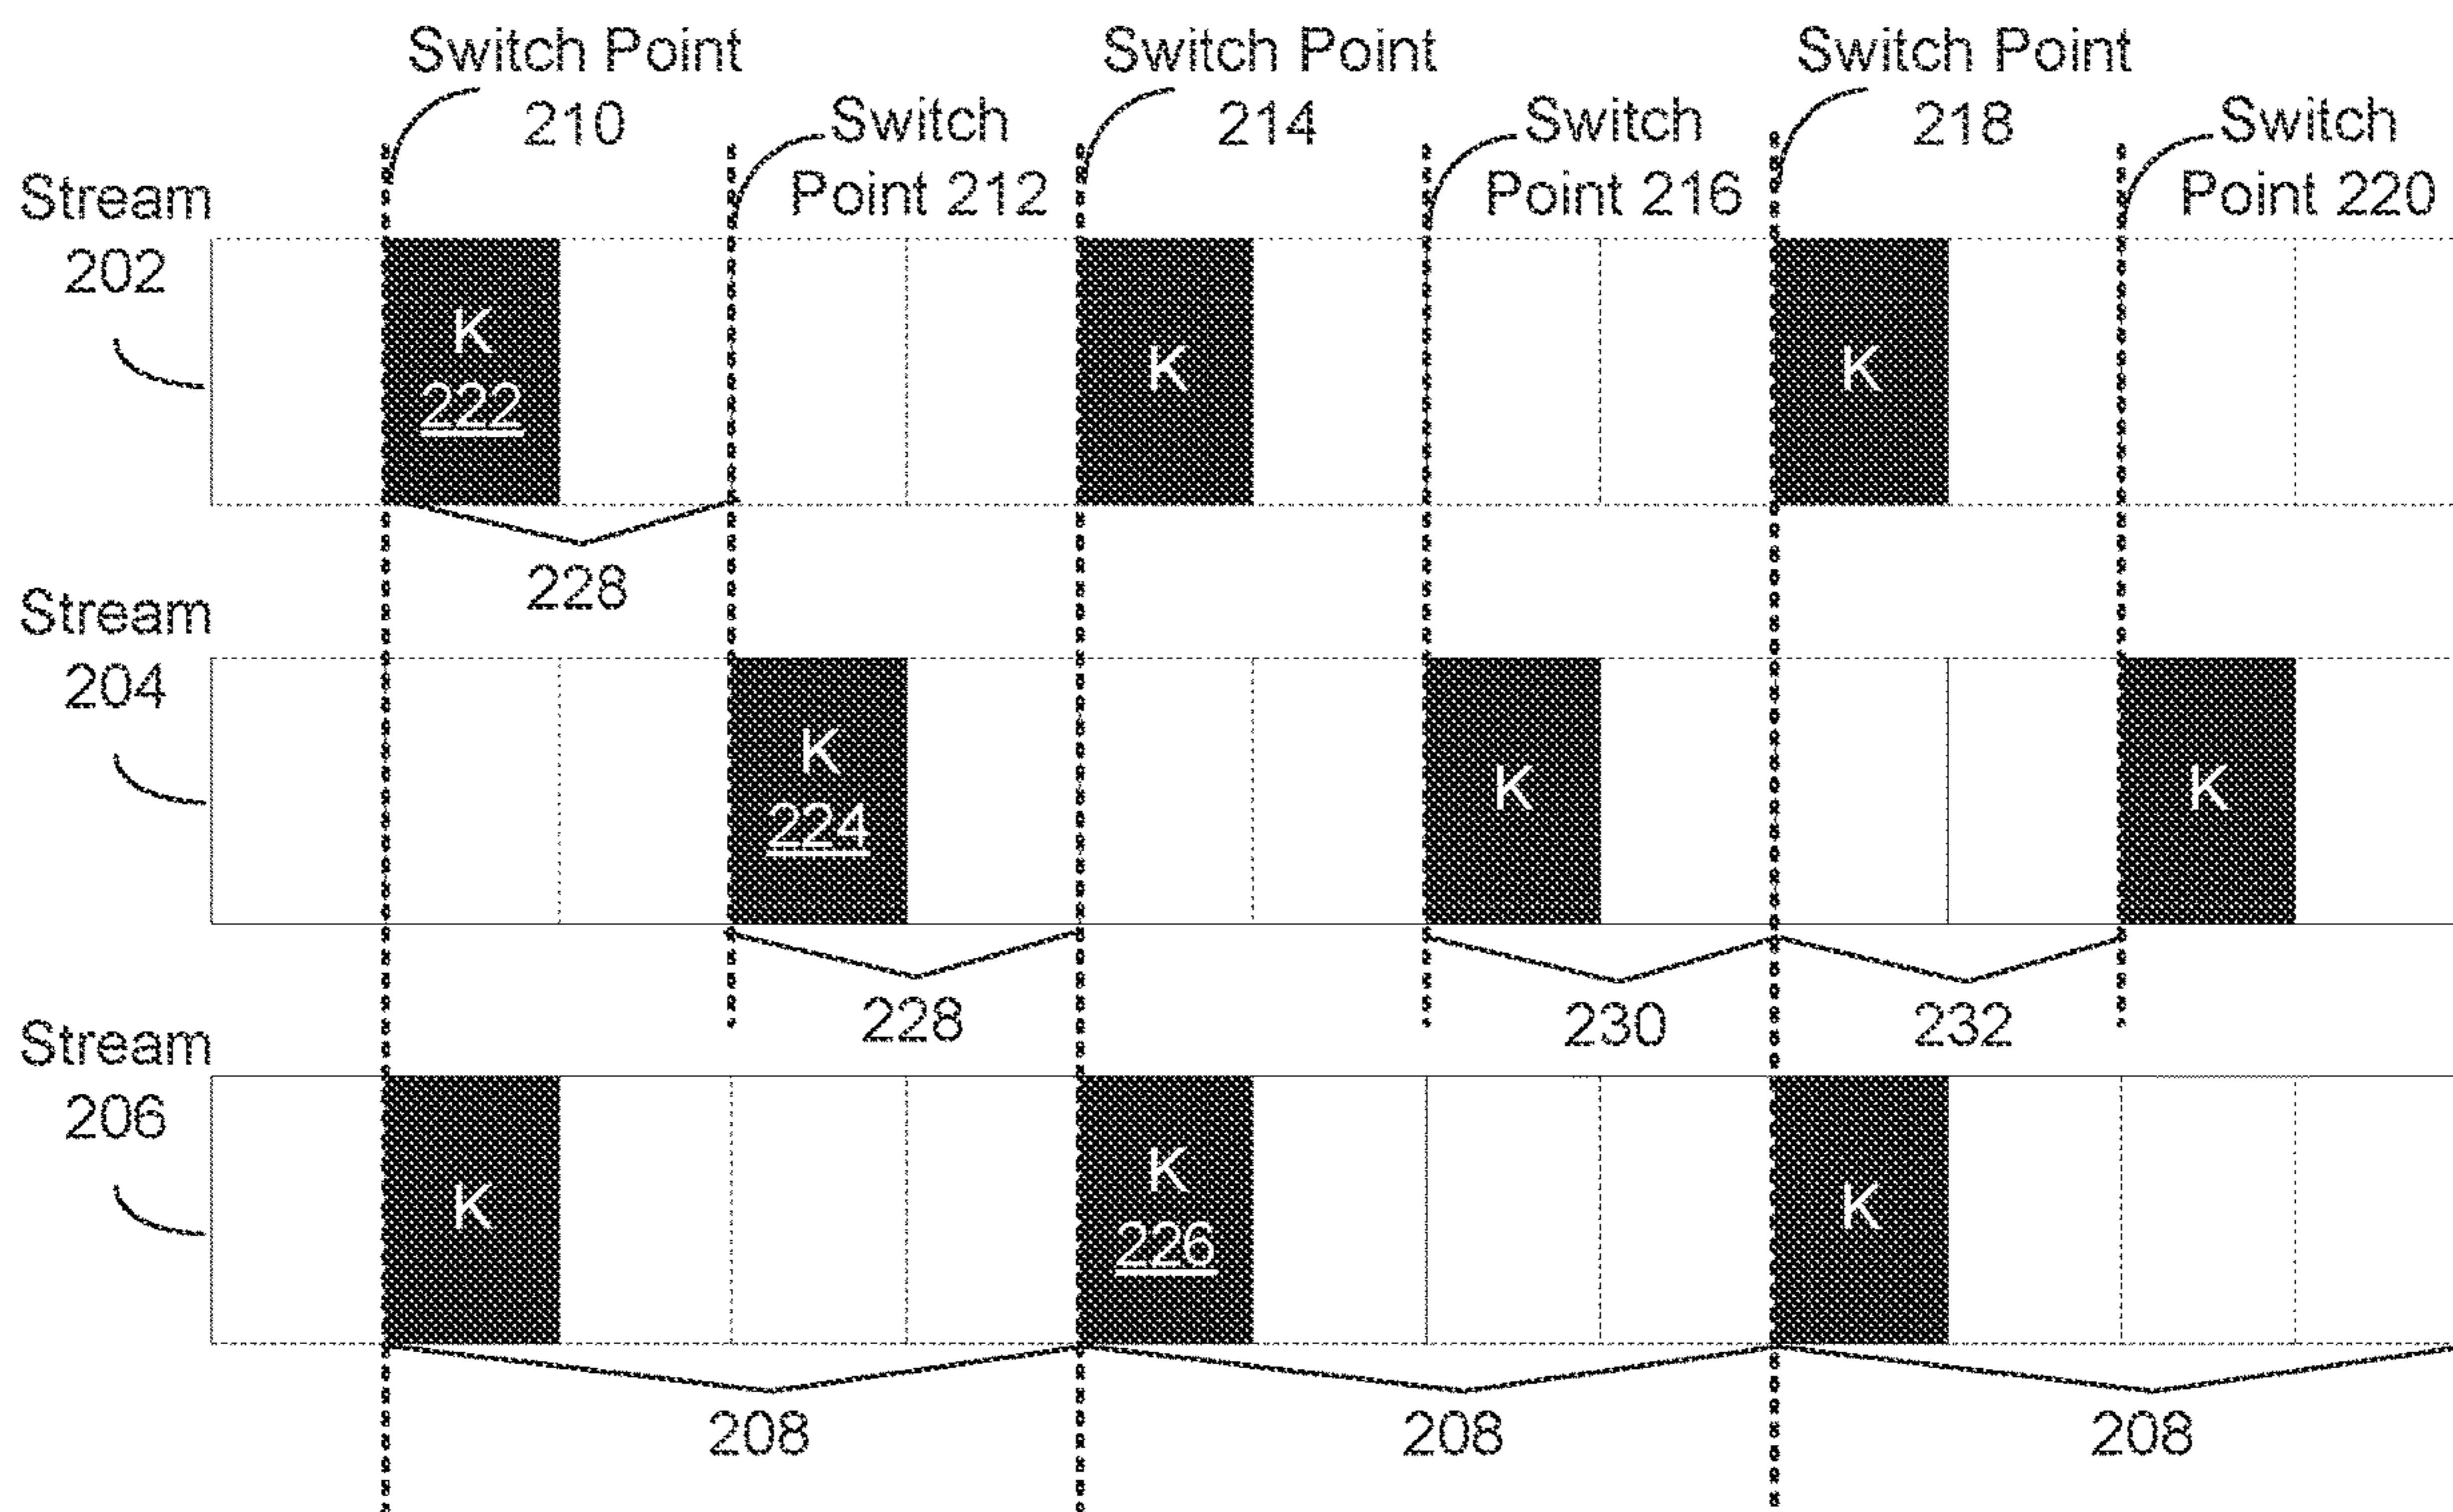 Switch Point
210
Switch Point
214
Switch Point
218
Switch
Point 212
Switch
Point 216
Switch
Point 220
Stream
202
K
222
K
K
228
Stream
204
K
224
K
K
228
230
232
Stream
206
K
K
226
K
208
208
208